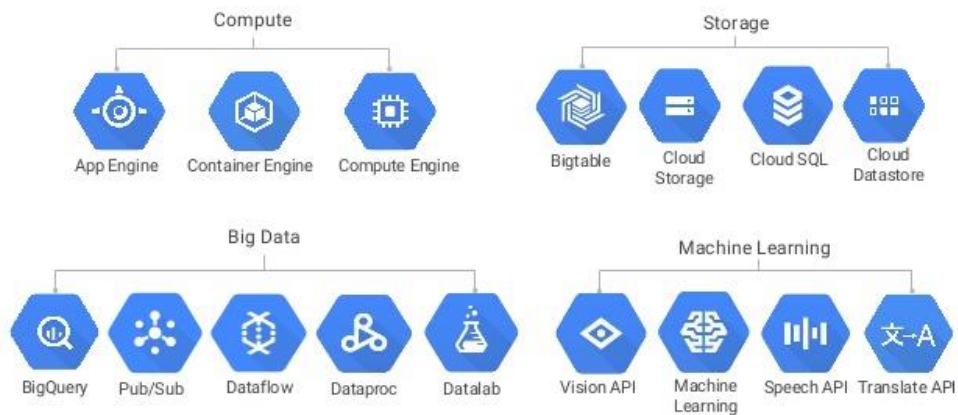 Compute
App Engine
Container Engine
Compute Engine
Storage
Bigtable
Cloud
Storage
Cloud SQL
Cloud
Datastore
Big Data
BigQuery
Pub/Sub
Dataflow
Dataproc
Datalab
Machine Learning
Vision API
Machine
Learning
Speech API
文→A
Translate API